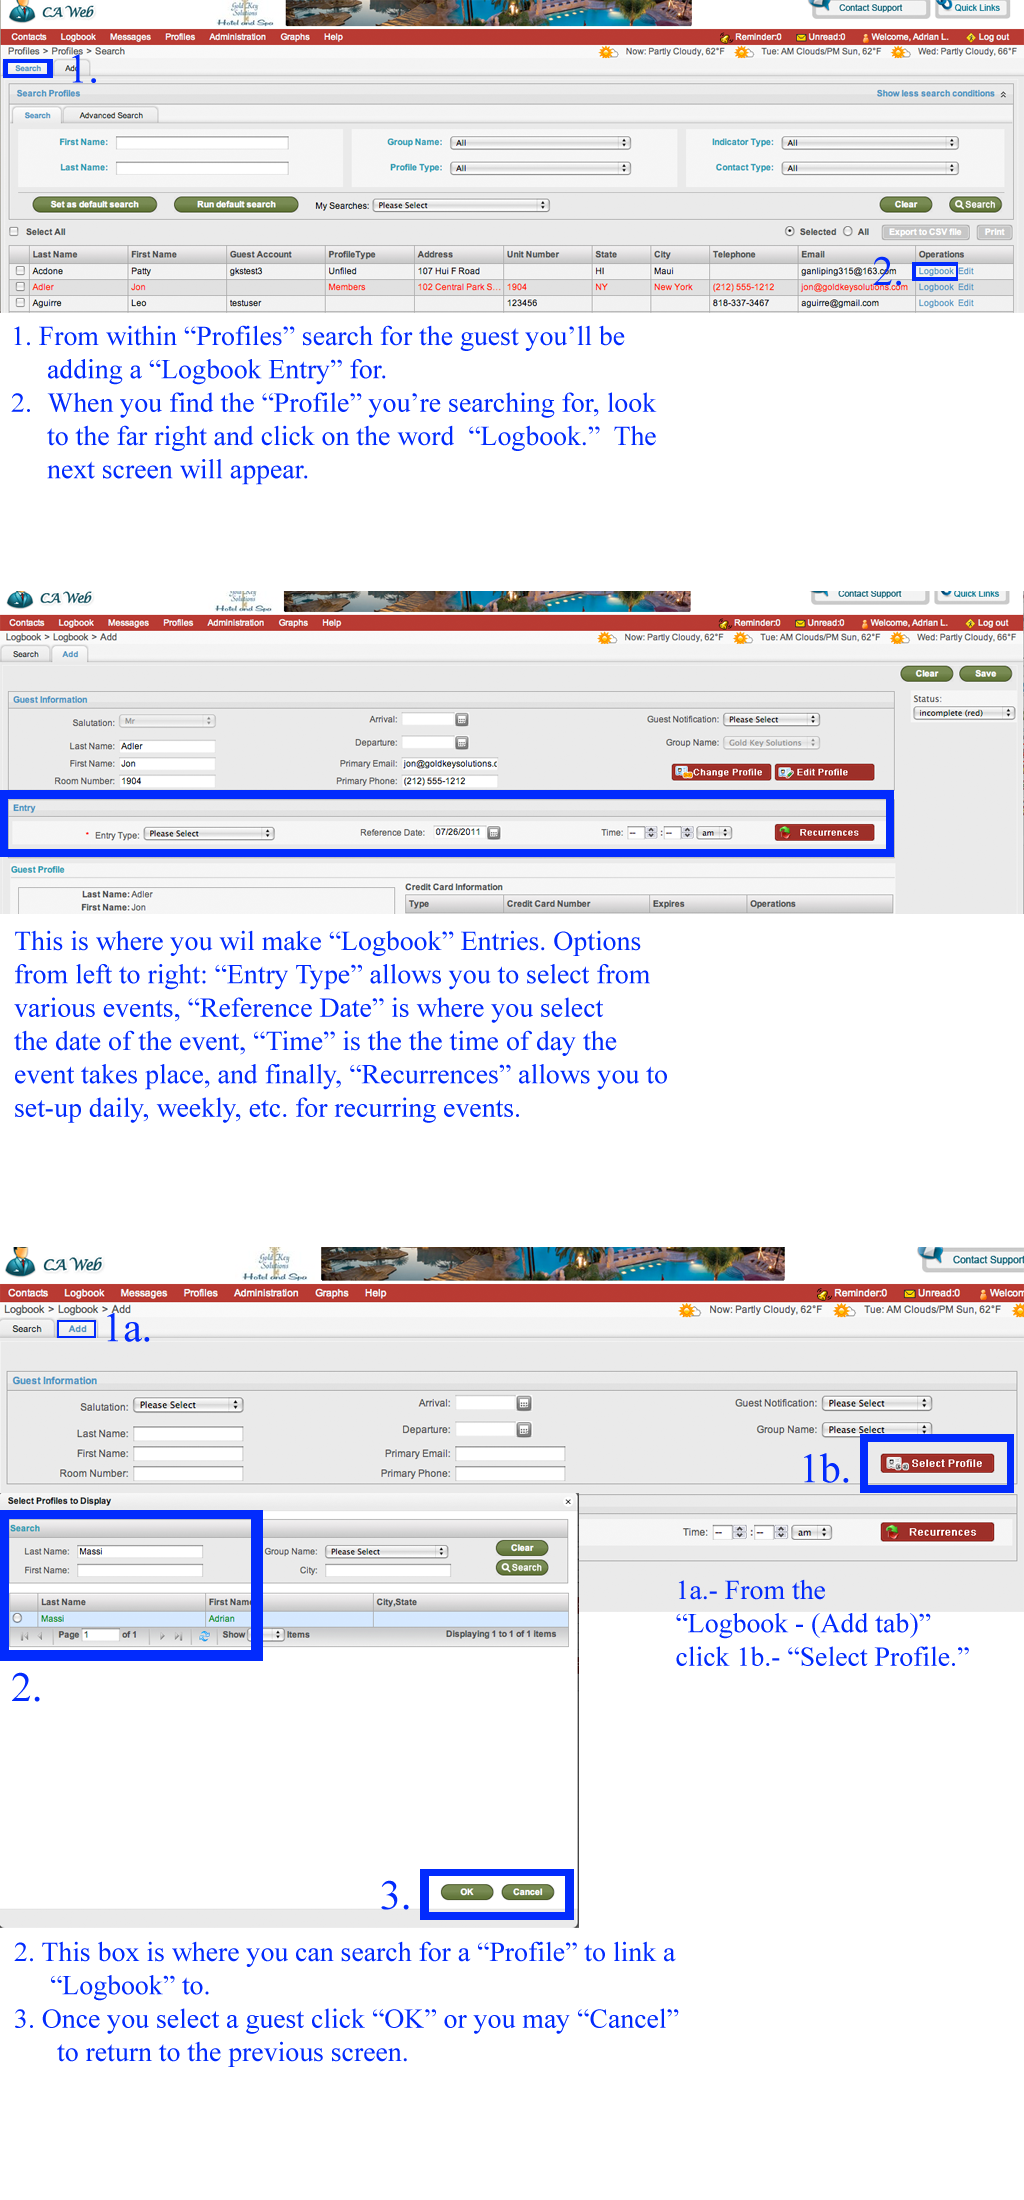 CA Web
Gold Key
Solutions
Hotel and Spa
Contact Support
Quick Links
Contacts Logbook Messages Profiles Administration Graphs Help
Reminder:0 Unread:0 Welcome, Adrian L. Log out
Profiles > Profiles > Search
Now: Partly Cloudy, 62°F Tue: AM Clouds/PM Sun, 62°F Wed: Partly Cloudy, 66°F
Search Add 1.
Search Profiles Show less search conditions
Search Advanced Search
First Name: Group Name: All Indicator Type: All
Last Name: Profile Type: All Contact Type: All
Set as default search Run default search My Searches: Please Select Clear Search
Select All Selected All Export to CSV file Print
Last Name First Name Guest Account ProfileType Address Unit Number State City Telephone Email Operations
Acdone Patty gkstest3 Unfiled 107 Hui F Road HI Maui ganliping315@163.com 2. Logbook Edit
Adler Jon Members 102 Central Park S... 1904 NY New York (212) 555-1212 jon@goldkeysolutions.com Logbook Edit
Aguirre Leo testuser 123456 818-337-3467 aguirre@gmail.com Logbook Edit
1. From within “Profiles” search for the guest you’ll be
adding a “Logbook Entry” for.
2. When you find the “Profile” you’re searching for, look
to the far right and click on the word “Logbook.” The
next screen will appear.
CA Web
Solutions
Hotel and Spa
Contact Support
Quick Links
Contacts Logbook Messages Profiles Administration Graphs Help
Reminder:0 Unread:0 Welcome, Adrian L. Log out
Logbook > Logbook > Add
Now: Partly Cloudy, 62°F Tue: AM Clouds/PM Sun, 62°F Wed: Partly Cloudy, 66°F
Search Add
Clear Save
Guest Information Status:
incomplete (red)
Salutation: Mr Arrival: Guest Notification: Please Select
Last Name: Adler Departure: Group Name: Gold Key Solutions
First Name: Jon Primary Email: jon@goldkeysolutions.c
Change Profile Edit Profile
Room Number: 1904 Primary Phone: (212) 555-1212
Entry
* Entry Type: Please Select Reference Date: 07/26/2011 Time: -- : -- am Recurrences
Guest Profile
Last Name: Adler
First Name: Jon
Credit Card Information
Type Credit Card Number Expires Operations
This is where you wil make “Logbook” Entries. Options
from left to right: “Entry Type” allows you to select from
various events, “Reference Date” is where you select
the date of the event, “Time” is the the time of day the
event takes place, and finally, “Recurrences” allows you to
set-up daily, weekly, etc. for recurring events.
CA Web
Gold Key
Solutions
Hotel and Spa
Contact Support
Contacts Logbook Messages Profiles Administration Graphs Help
Reminder:0 Unread:0 Welcom
Logbook > Logbook > Add
Now: Partly Cloudy, 62°F Tue: AM Clouds/PM Sun, 62°F
Search Add 1a.
Guest Information
Salutation: Please Select Arrival: Guest Notification: Please Select
Last Name: Departure: Group Name: Please Select
First Name: Primary Email:
1b. Select Profile
Room Number: Primary Phone:
Select Profiles to Display x
Search
Time: -- : -- am Recurrences
Last Name: Massi Group Name: Please Select Clear
First Name: City: Search
Last Name First Name City,State
Massi Adrian
Page 1 of 1 Show Items Displaying 1 to 1 of 1 items
1a.- From the
“Logbook - (Add tab)”
click 1b.- “Select Profile.”
2.
3. OK Cancel
2. This box is where you can search for a “Profile” to link a
“Logbook” to.
3. Once you select a guest click “OK” or you may “Cancel”
to return to the previous screen.